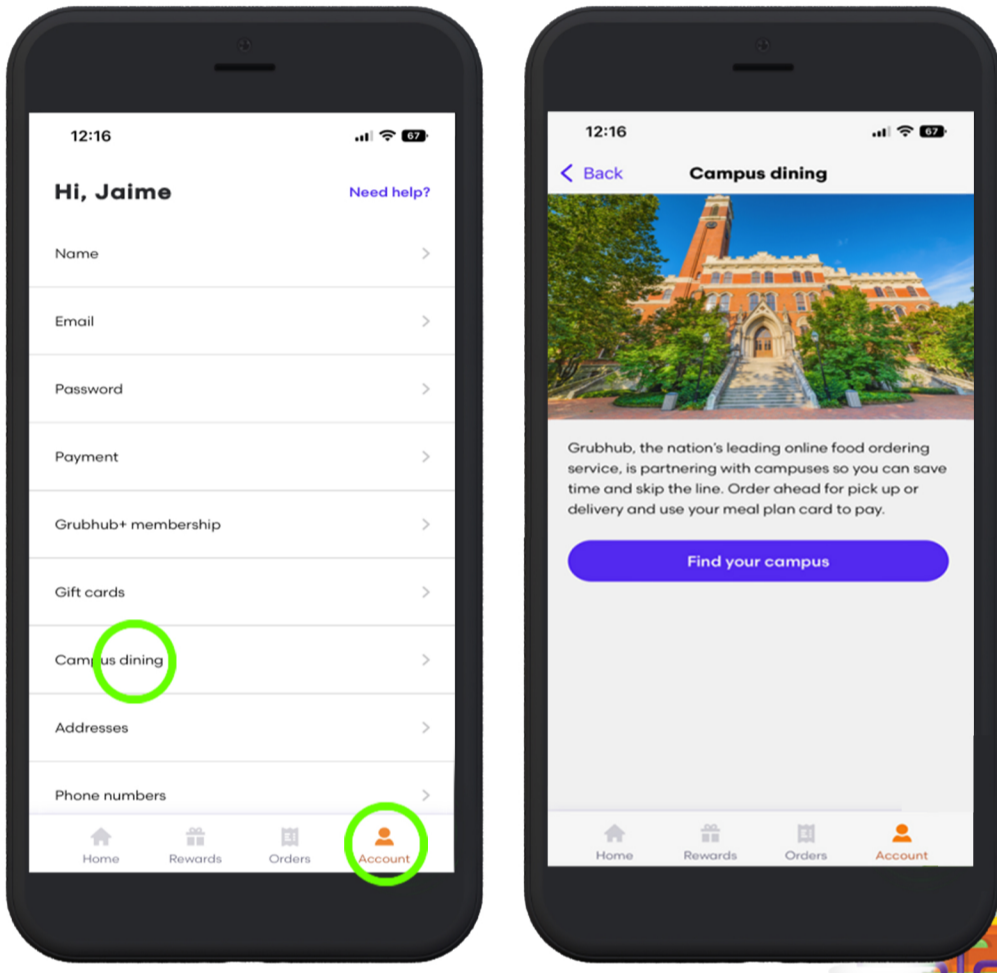 12:16
67
Hi, Jaime
Need help?
Name
Email
Password
Payment
Grubhub+ membership
Gift cards
Campus dining
Addresses
Phone numbers
Home
Rewards
Orders
Account
12:16
67
Back
Campus dining
Grubhub, the nation's leading online food ordering
service, is partnering with campuses so you can save
time and skip the line. Order ahead for pick up or
delivery and use your meal plan card to pay.
Find your campus
Home
Rewards
Orders
Account